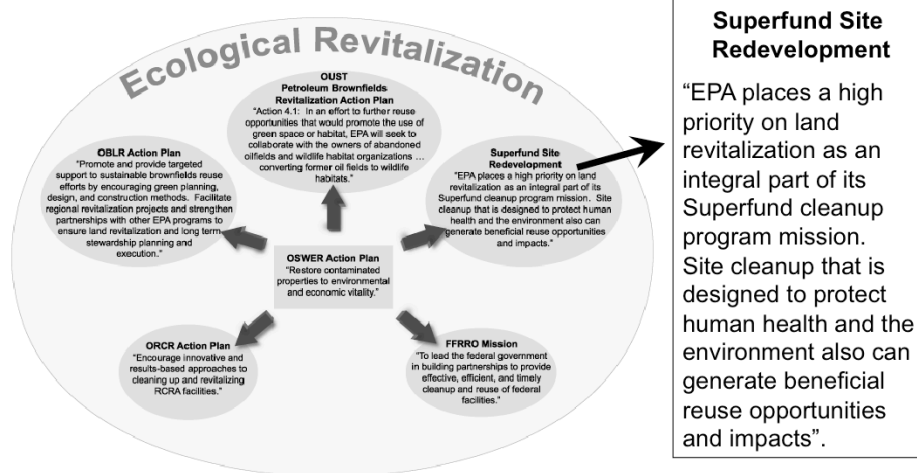 Ecological Revitalization
OUST
Petroleum Brownfields
Revitalization Action Plan
"Action 4.1: In an effort to further reuse
opportunities that would promote the use of
green space or habitat, EPA will seek to
collaborate with the owners of abandoned
oilfields and wildlife habitat organizations …
converting former oil fields to wildlife
habitats."
OBLR Action Plan
"Promote and provide targeted
support to sustainable brownfields reuse
efforts by encouraging green planning,
design, and construction methods. Facilitate
regional revitalization projects and strengthen
partnerships with other EPA programs to
ensure land revitalization and long term
stewardship planning and
execution."
Superfund Site
Redevelopment
"EPA places a high priority on land
revitalization as an integral part of its
Superfund cleanup program mission. Site
cleanup that is designed to protect human
health and the environment also can
generate beneficial reuse opportunities
and impacts."
OSWER Action Plan
"Restore contaminated
properties to environmental
and economic vitality."
ORCR Action Plan
"Encourage innovative and
results-based approaches to
cleaning up and revitalizing
RCRA facilities."
FFRRO Mission
"To lead the federal government
in building partnerships to provide
effective, efficient, and timely
cleanup and reuse of federal
facilities."
Superfund Site
Redevelopment
"EPA places a high
priority on land
revitalization as an
integral part of its
Superfund cleanup
program mission.
Site cleanup that is
designed to protect
human health and the
environment also can
generate beneficial
reuse opportunities
and impacts".